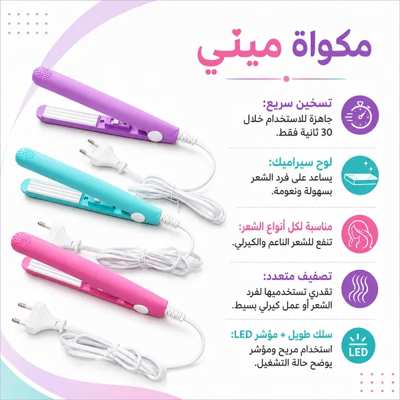 مكواة ميني
تسخين سريع:
جاهزة للاستخدام خلال
30 ثانية فقط.
لوح سيراميك:
يساعد على فرد الشعر
بسهولة ونعومة.
مناسبة لكل أنواع الشعر:
تنفع للشعر الناعم والكيرلي.
تصفيف متعدد:
تقدري تستخدميها لفرد
الشعر أو عمل كيرلي بسيط.
سلك طويل + مؤشر LED:
استخدام مريح ومؤشر
يوضح حالة التشغيل.
LED